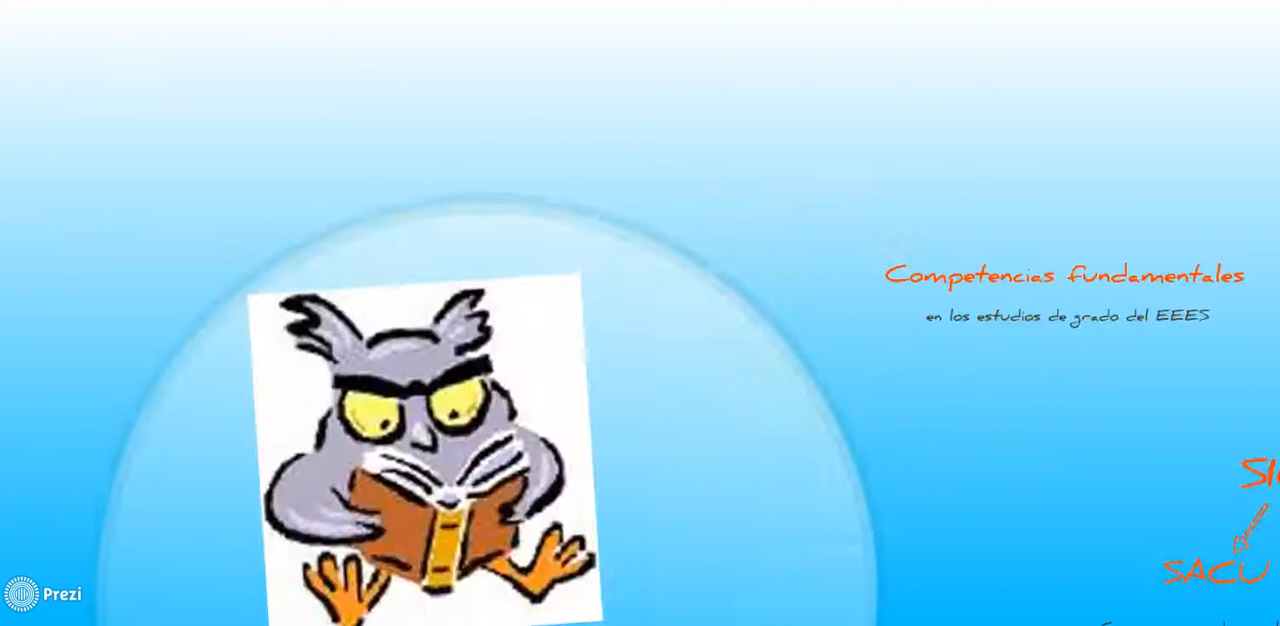 Competencias fundamentales
en los estudios de grado del EEES
SACU
Prezi